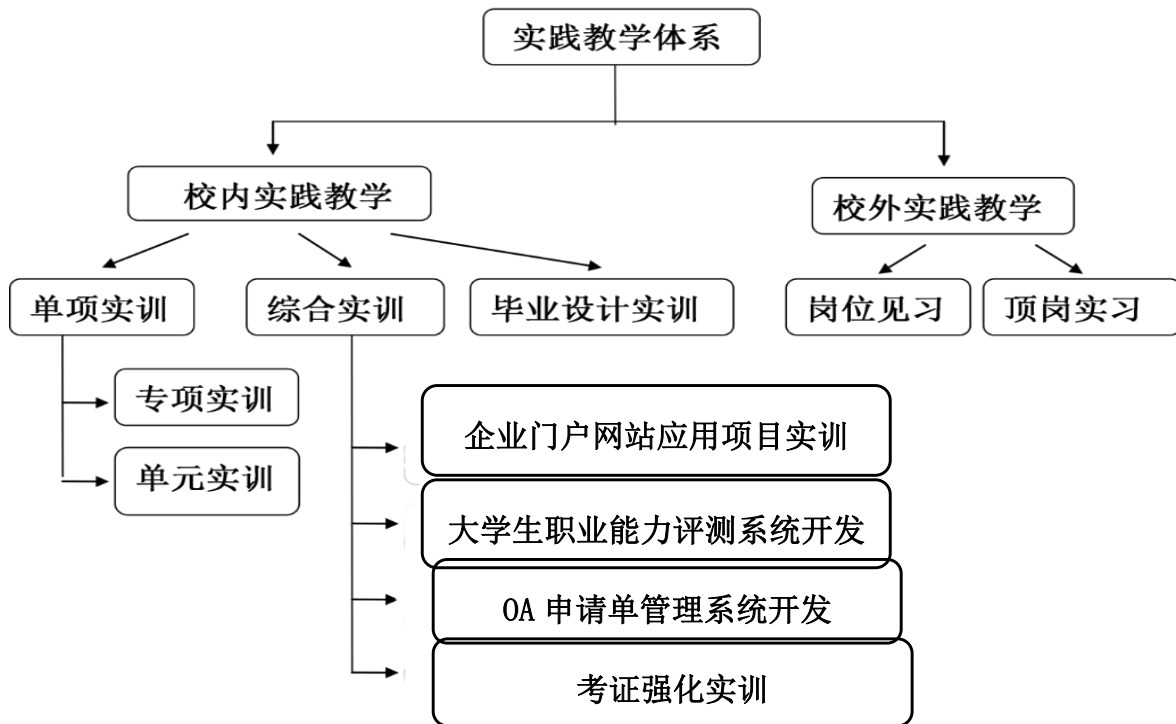 实践教学体系
校内实践教学
校外实践教学
单项实训
综合实训
毕业设计实训
岗位见习
顶岗实习
专项实训
单元实训
企业门户网站应用项目实训
大学生职业能力评测系统开发
OA 申请单管理系统开发
考证强化实训